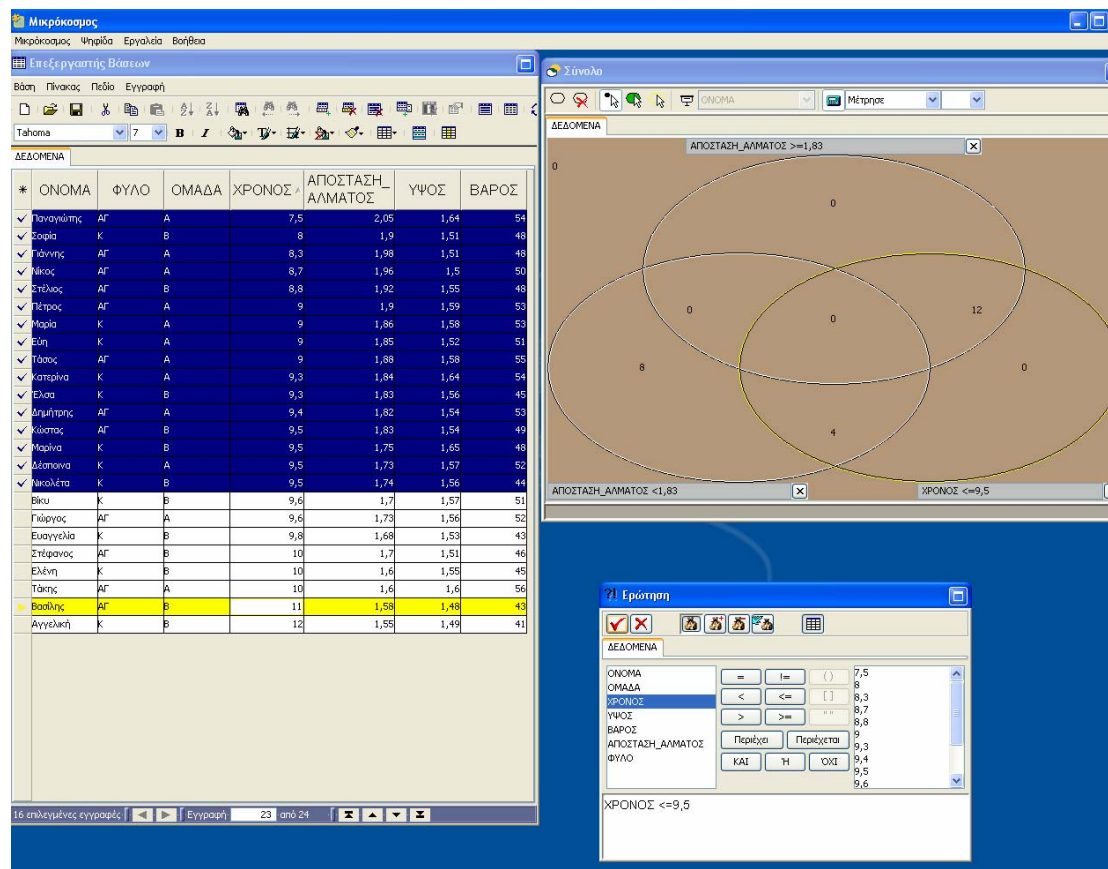 Μικρόκοσμος
Μικρόκοσμος Ψηφίδα Εργαλεία Βοήθεια
Επεξεργαστής Βάσεων
Βάση Πίνακας Πεδίο Εγγραφή
Tahoma 7 B I
ΔΕΔΟΜΕΝΑ
* ΟΝΟΜΑ ΦΥΛΟ ΟΜΑΔΑ ΧΡΟΝΟΣ ΑΠΟΣΤΑΣΗ_ ΥΨΟΣ ΒΑΡΟΣ
ΑΛΜΑΤΟΣ
Παναγιώτης ΑΓ Α 7,5 2,05 1,64 54
Σοφία Κ Β 8 1,9 1,51 48
Γιάννης ΑΓ Α 8,3 1,98 1,51 48
Νίκος ΑΓ Α 8,7 1,96 1,5 50
Στέλιος ΑΓ Β 8,8 1,92 1,55 48
Πέτρος ΑΓ Α 9 1,9 1,59 53
Μαρία Κ Α 9 1,86 1,58 53
Εύη Κ Α 9 1,85 1,52 51
Τάσος ΑΓ Α 9 1,88 1,58 55
Κατερίνα Κ Α 9,3 1,84 1,64 54
Έλσα Κ Β 9,3 1,83 1,56 45
Δημήτρης ΑΓ Α 9,4 1,82 1,54 53
Κώστας ΑΓ Β 9,5 1,83 1,54 49
Μαρίνα Κ Β 9,5 1,75 1,65 48
Δέσποινα Κ Α 9,5 1,73 1,57 52
Νικολέτα Κ Β 9,5 1,74 1,56 44
Βίκυ Κ Β 9,6 1,7 1,57 51
Γιώργος ΑΓ Α 9,6 1,73 1,56 52
Ευαγγελία Κ Β 9,8 1,68 1,53 43
Στέφανος ΑΓ Β 10 1,7 1,51 46
Ελένη Κ Β 10 1,6 1,55 45
Τάκης ΑΓ Α 10 1,6 1,6 56
Βασίλης ΑΓ Β 11 1,58 1,48 43
Αγγελική Κ Β 12 1,55 1,49 41
16 επιλεγμένες εγγραφές Εγγραφή 23 από 24
Σύνολο
ΟΝΟΜΑ Μέτρησε
ΔΕΔΟΜΕΝΑ
ΑΠΟΣΤΑΣΗ_ΑΛΜΑΤΟΣ >=1,83
0
0
0
0
12
8
0
4
ΑΠΟΣΤΑΣΗ_ΑΛΜΑΤΟΣ <1,83
ΧΡΟΝΟΣ <=9,5
?! Ερώτηση
ΔΕΔΟΜΕΝΑ
ΟΝΟΜΑ
ΟΜΑΔΑ
ΧΡΟΝΟΣ
ΥΨΟΣ
ΒΑΡΟΣ
ΑΠΟΣΤΑΣΗ_ΑΛΜΑΤΟΣ
ΦΥΛΟ
= != ( )
< <= [ ]
> >= " "
Περιέχει Περιέχεται
ΚΑΙ Ή ΌΧΙ
7,5
8
8,3
8,7
8,8
9
9,3
9,4
9,5
9,6
ΧΡΟΝΟΣ <=9,5